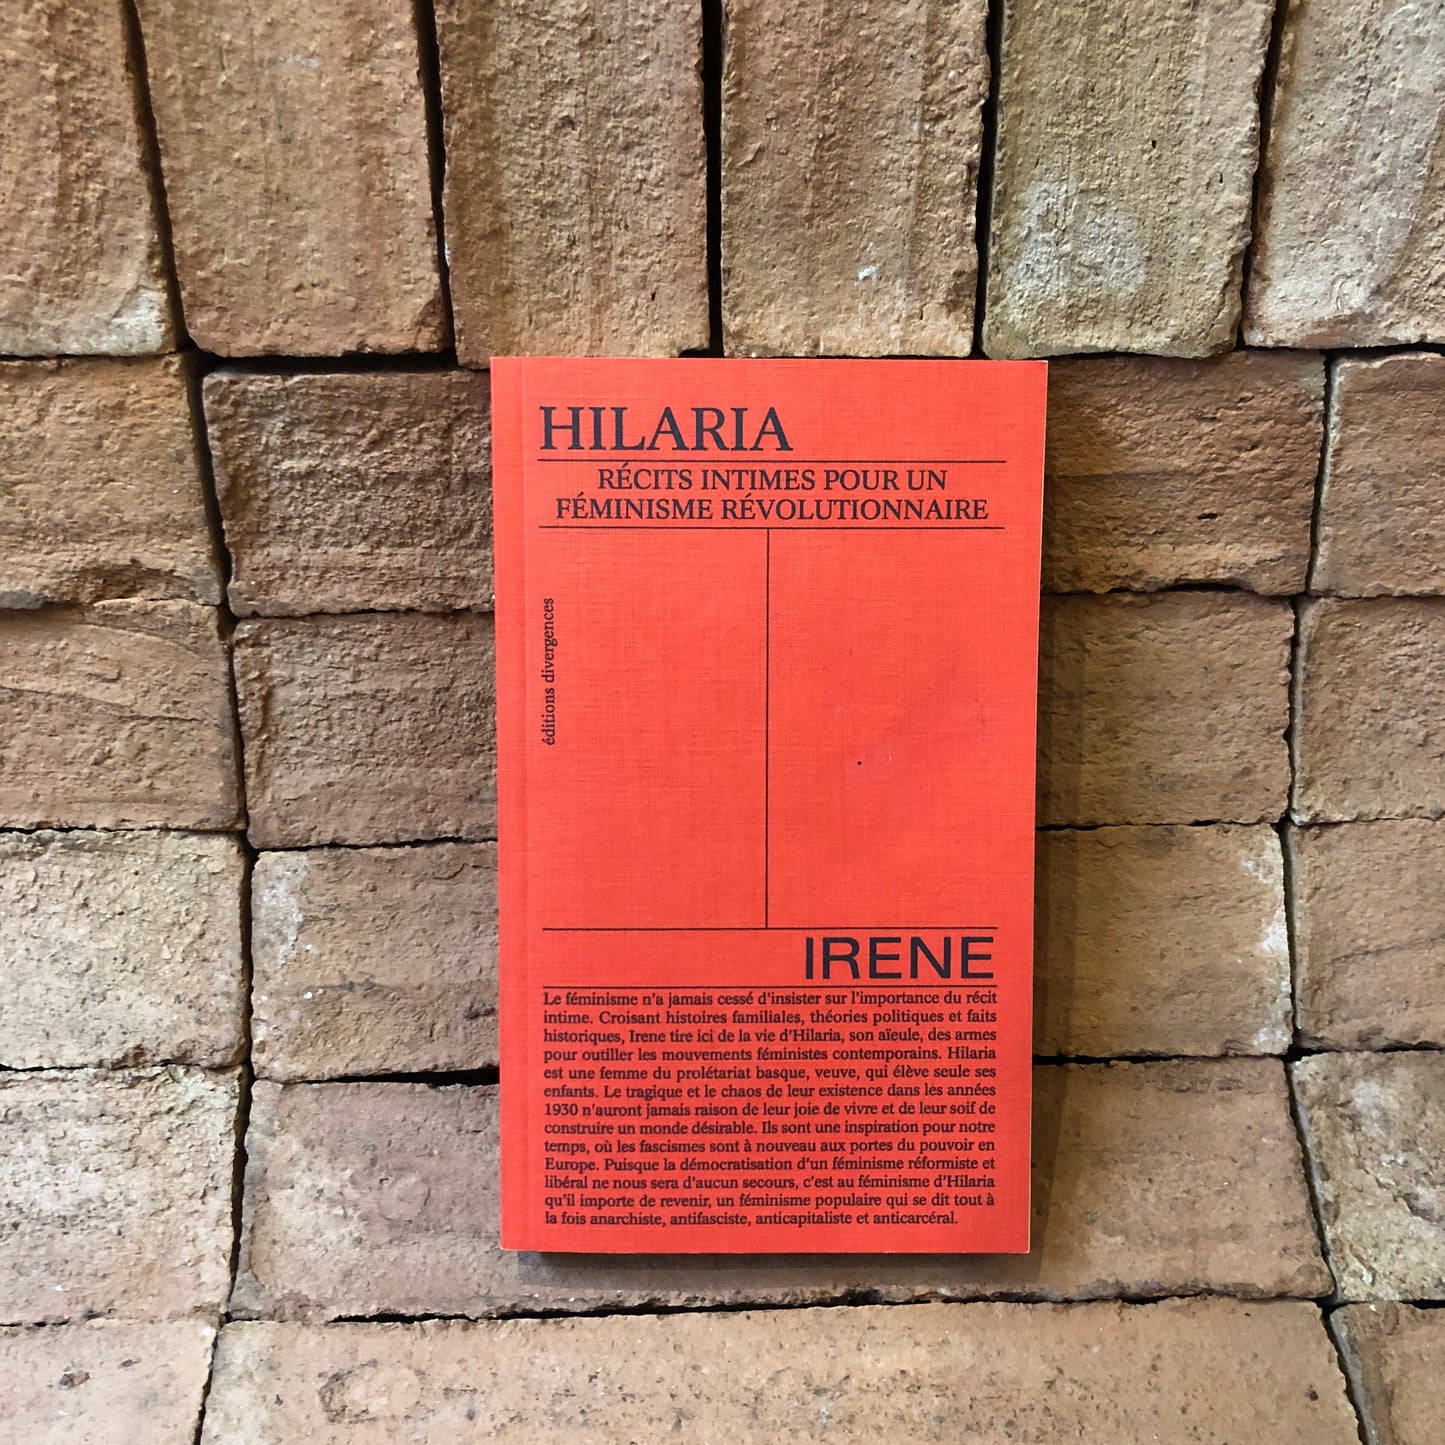 HILARIA
RÉCITS INTIMES POUR UN
FÉMINISME RÉVOLUTIONNAIRE
éditions divergences
IRENE
Le féminisme n'a jamais cessé d'insister sur l'importance du récit
intime. Croisant histoires familiales, théories politiques et faits
historiques, Irene tire ici de la vie d'Hilaria, son aïeule, des armes
pour outiller les mouvements féministes contemporains. Hilaria
est une femme du prolétariat basque, veuve, qui élève seule ses
enfants. Le tragique et le chaos de leur existence dans les années
1930 n'auront jamais raison de leur joie de vivre et de leur soif de
construire un monde désirable. Ils sont une inspiration pour notre
temps, où les fascismes sont à nouveau aux portes du pouvoir en
Europe. Puisque la démocratisation d'un féminisme réformiste et
libéral ne nous sera d'aucun secours, c'est au féminisme d'Hilaria
qu'il importe de revenir, un féminisme populaire qui se dit tout à
la fois anarchiste, antifasciste, anticapitaliste et anticarcéral.